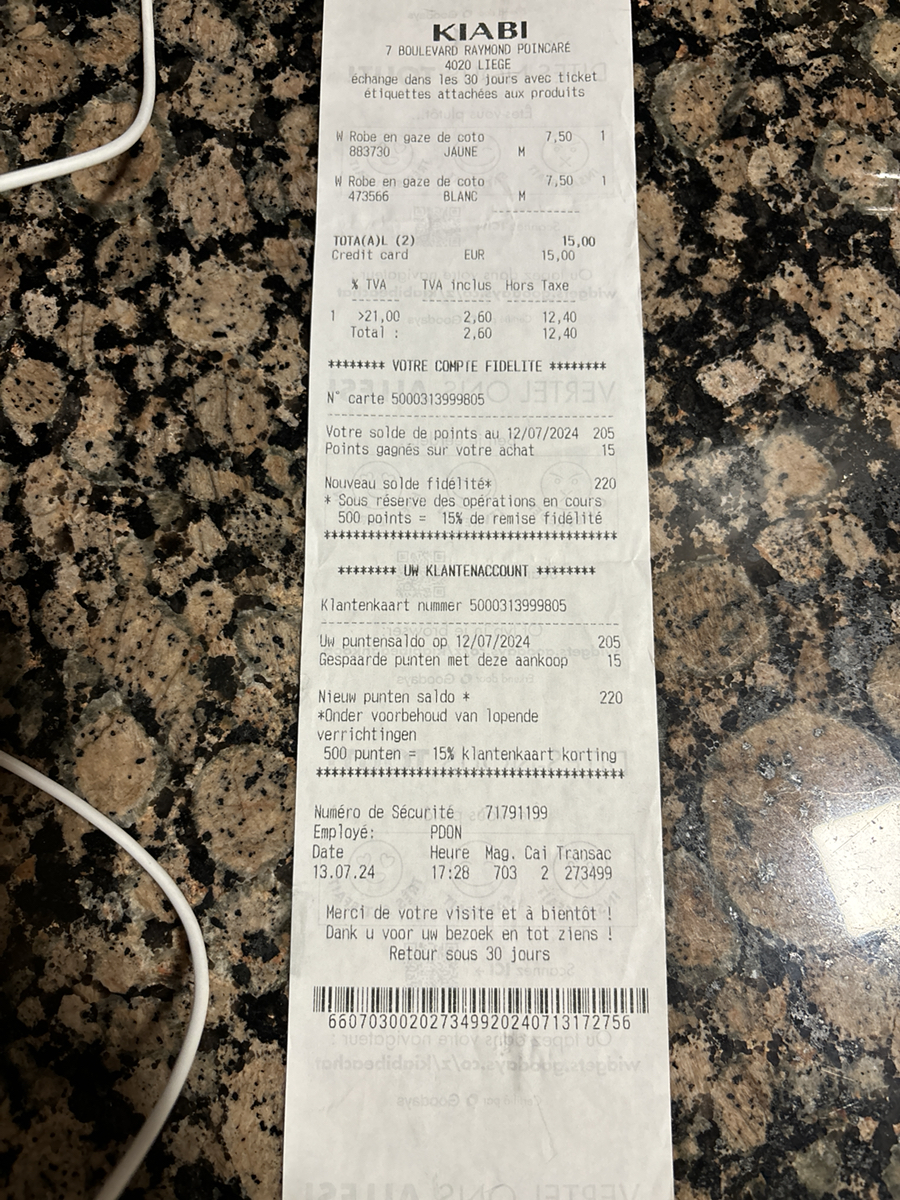 KIABI
7 BOULEVARD RAYMOND POINCARÉ
4020 LIEGE
échange dans les 30 jours avec ticket
étiquettes attachées aux produits
W Robe en gaze de coto 7,50 1
883730 JAUNE M
W Robe en gaze de coto 7,50 1
473566 BLANC M
------------
TOTA(A)L (2) 15,00
Credit card EUR 15,00
% TVA TVA inclus Hors Taxe
1 >21,00 2,60 12,40
Total : 2,60 12,40
******** VOTRE COMPTE FIDELITE ********
N° carte 5000313999805
Votre solde de points au 12/07/2024 205
Points gagnés sur votre achat 15
Nouveau solde fidélité* 220
* Sous réserve des opérations en cours
500 points = 15% de remise fidélité
****************************************
******** UW KLANTENACCOUNT ********
Klantenkaart nummer 5000313999805
Uw puntensaldo op 12/07/2024 205
Gespaarde punten met deze aankoop 15
Nieuw punten saldo * 220
*Onder voorbehoud van lopende
verrichtingen
500 punten = 15% klantenkaart korting
****************************************
Numéro de Sécurité 71791199
Employé: PDON
Date Heure Mag. Cai Transac
13.07.24 17:28 703 2 273499
Merci de votre visite et à bientôt !
Dank u voor uw bezoek en tot ziens !
Retour sous 30 jours
660703002027349920240713172756